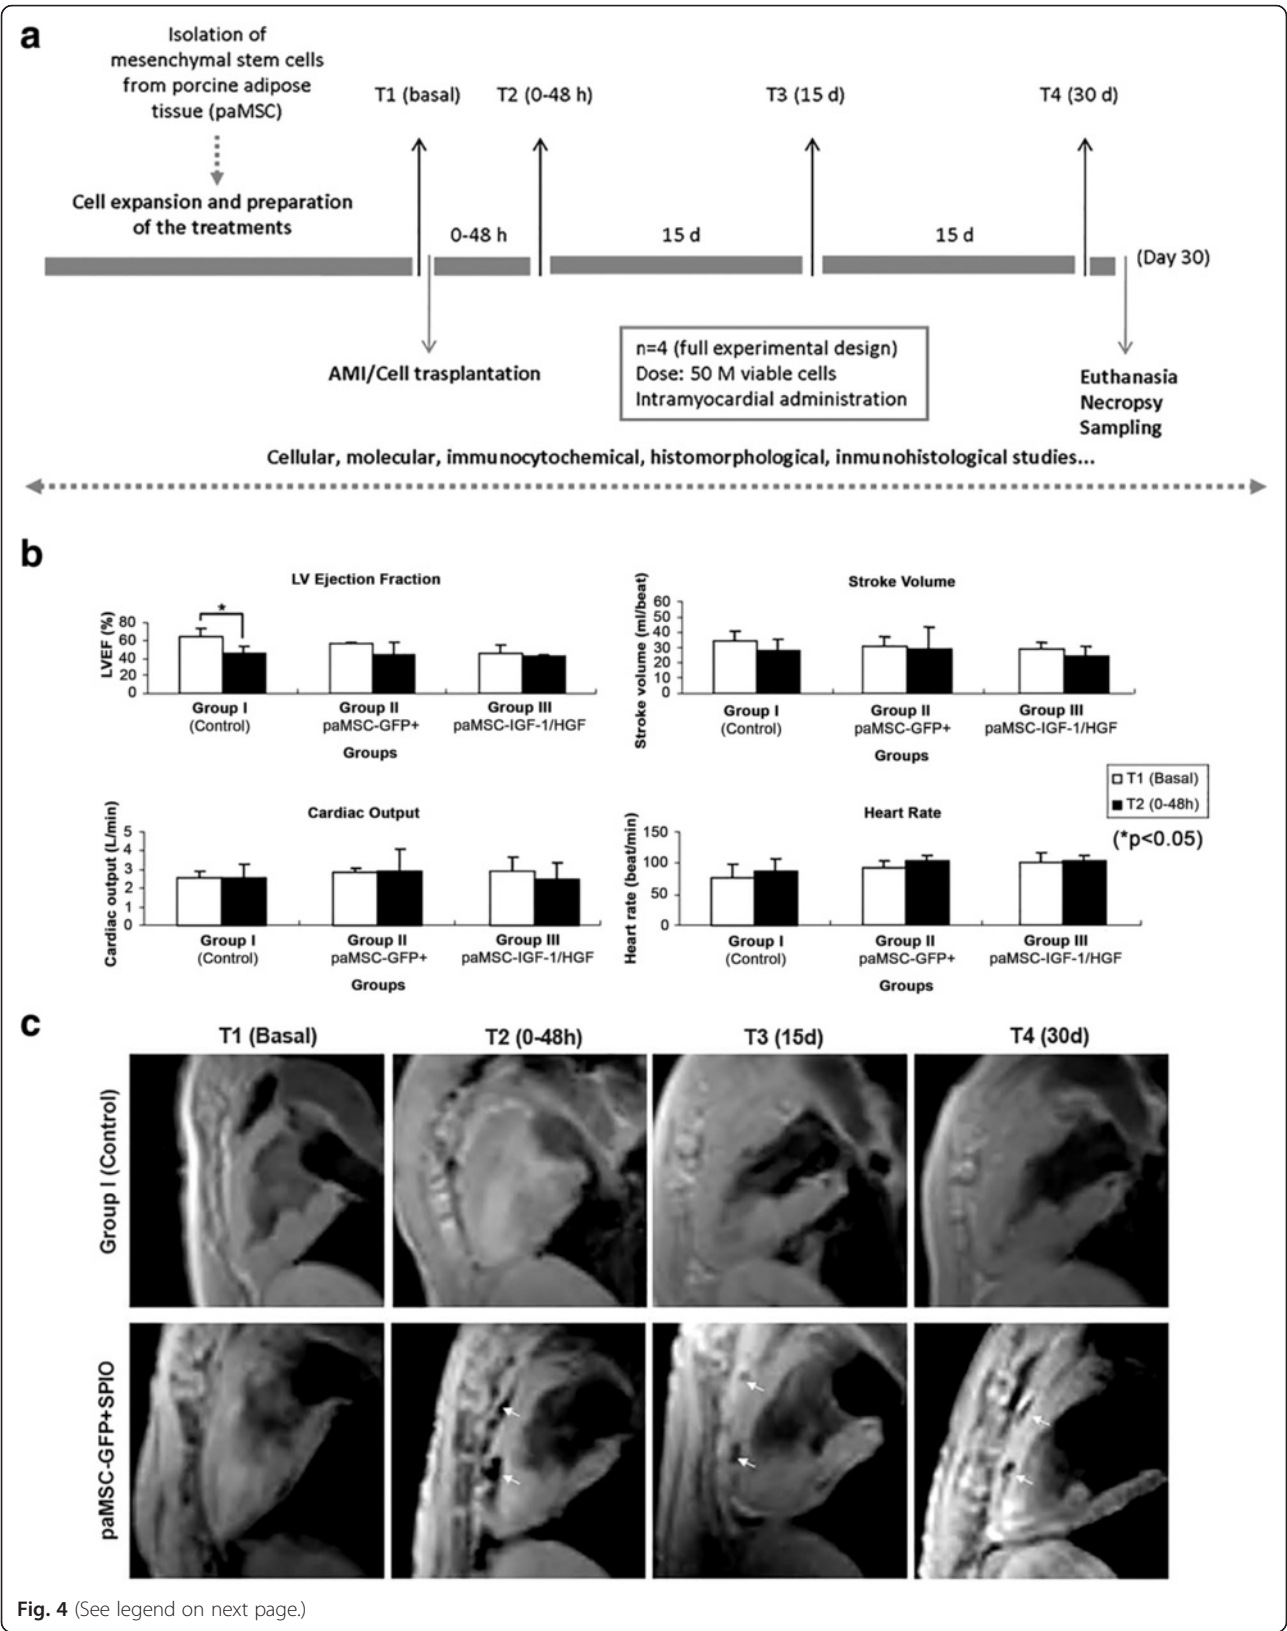 a
Isolation of
mesenchymal stem cells
from porcine adipose
tissue (paMSC)
T1 (basal)
T2 (0-48 h)
T3 (15 d)
T4 (30 d)
Cell expansion and preparation
of the treatments
0-48 h
15 d
15 d
(Day 30)
AMI/Cell trasplantation
n=4 (full experimental design)
Dose: 50 M viable cells
Intramyocardial administration
Euthanasia
Necropsy
Sampling
Cellular, molecular, immunocytochemical, histomorphological, inmunohistological studies...
b
LV Ejection Fraction
LVEF (%)
80
60
40
20
0
*
Group I
(Control)
Group II
paMSC-GFP+
Group III
paMSC-IGF-1/HGF
Groups
Stroke Volume
Stroke volume (ml/beat)
60
50
40
30
20
10
0
Group I
(Control)
Group II
paMSC-GFP+
Group III
paMSC-IGF-1/HGF
Groups
T1 (Basal)
T2 (0-48h)
(*p<0.05)
Cardiac Output
Cardiac output (L/min)
5
4
3
2
1
0
Group I
(Control)
Group II
paMSC-GFP+
Group III
paMSC-IGF-1/HGF
Groups
Heart Rate
Heart rate (beat/min)
150
100
50
0
Group I
(Control)
Group II
paMSC-GFP+
Group III
paMSC-IGF-1/HGF
Groups
c
T1 (Basal)
T2 (0-48h)
T3 (15d)
T4 (30d)
Group I (Control)
paMSC-GFP+SPIO
Fig. 4 (See legend on next page.)